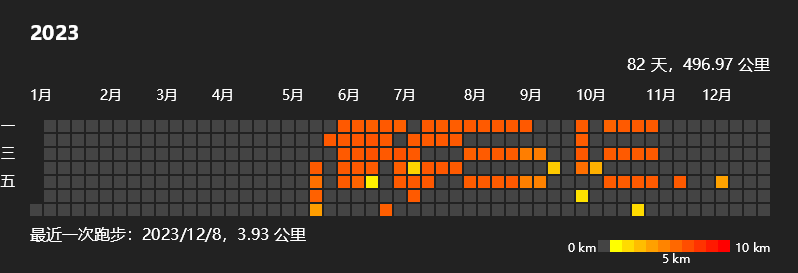 2023
82 天，496.97 公里
1月 2月 3月 4月 5月 6月 7月 8月 9月 10月 11月 12月
一
三
五
最近一次跑步：2023/12/8，3.93 公里
0 km 10 km
5 km